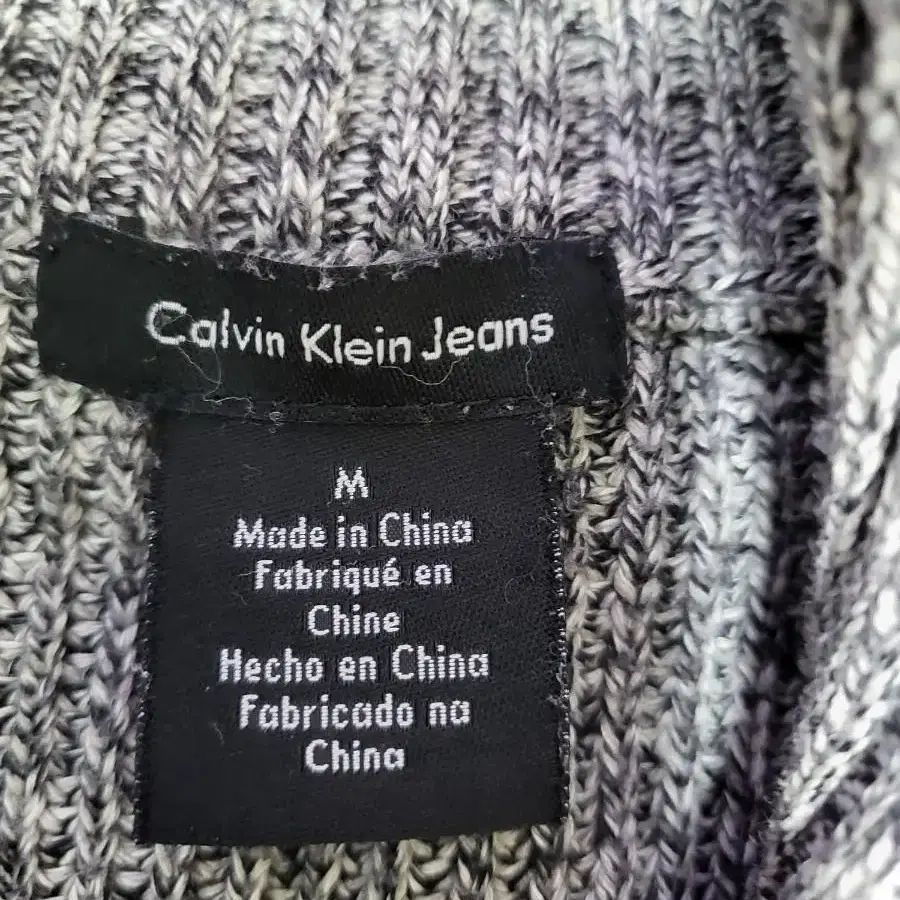 Calvin Klein Jeans
M
Made in China
Fabriqué en
Chine
Hecho en China
Fabricado na
China